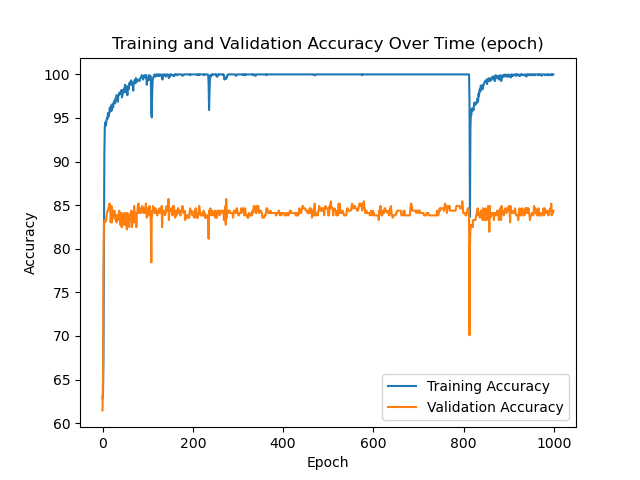 Training and Validation Accuracy Over Time (epoch)
100
95
90
85
80
75
70
65
60
Accuracy
Training Accuracy
Validation Accuracy
0 200 400 600 800 1000
Epoch